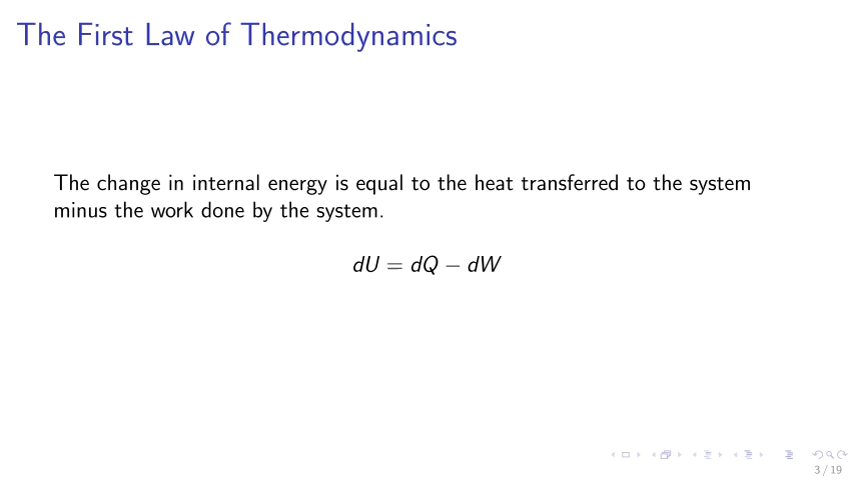 The First Law of Thermodynamics
The change in internal energy is equal to the heat transferred to the system
minus the work done by the system.
dU = dQ − dW
3 / 19